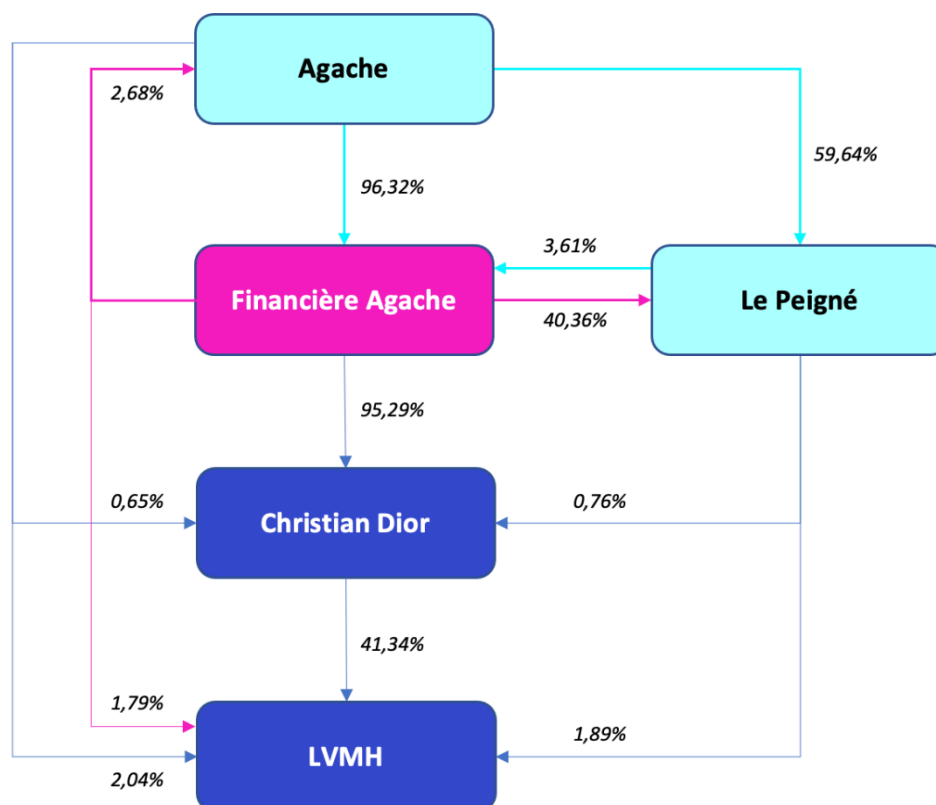 Agache
2,68%
59,64%
96,32%
3,61%
Financière Agache
Le Peigné
40,36%
95,29%
0,65%
0,76%
Christian Dior
41,34%
1,79%
1,89%
LVMH
2,04%